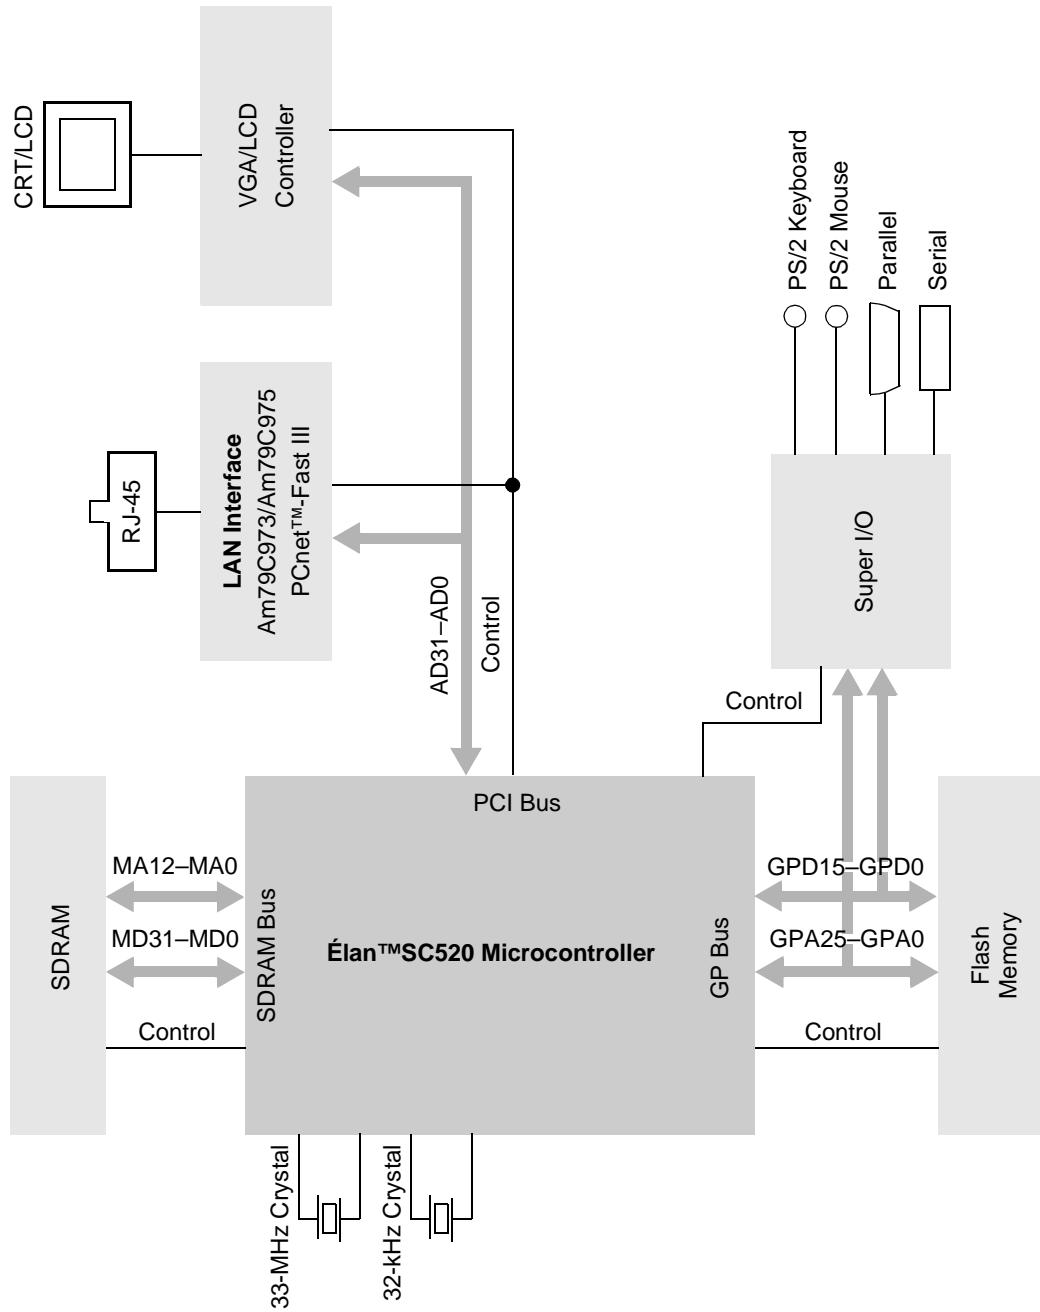 CRT/LCD
VGA/LCD
Controller
RJ-45
LAN Interface
Am79C973/Am79C975
PCnet™-Fast III
AD31–AD0
Control
PS/2 Keyboard
PS/2 Mouse
Parallel
Serial
Super I/O
Control
SDRAM
MA12–MA0
MD31–MD0
Control
SDRAM Bus
PCI Bus
Élan™SC520 Microcontroller
GP Bus
GPD15–GPD0
GPA25–GPA0
Control
Flash
Memory
33-MHz Crystal
32-kHz Crystal